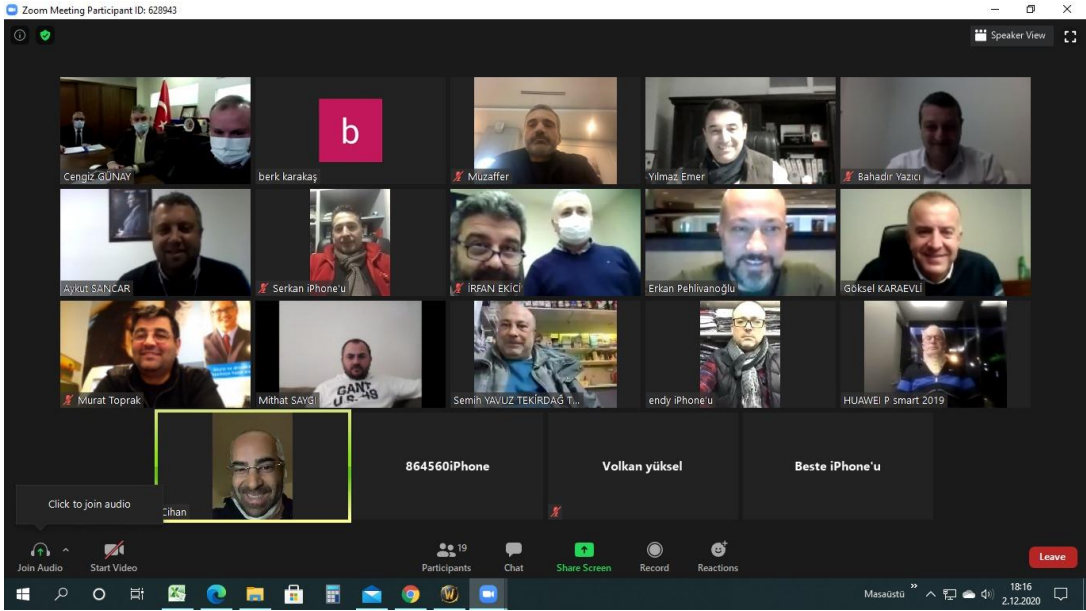 Zoom Meeting Participant ID: 628943
Speaker View
Cengiz GÜNAY
b
berk karakaş
Muzaffer
Yılmaz Emer
Bahadır Yazıcı
Aykut SANCAR
Serkan iPhone'u
İRFAN EKİCİ
Erkan Pehlivanoğlu
Göksel KARAEVLİ
Murat Toprak
GANT
Mithat SAYGI
Semih YAVUZ TEKİRDAĞ T...
endy iPhone'u
HUAWEI P smart 2019
Cihan
864560iPhone
Volkan yüksel
Beste iPhone'u
Click to join audio
Join Audio
Start Video
19
Participants
Chat
Share Screen
Record
Reactions
Leave
Masaüstü
18:16
2.12.2020